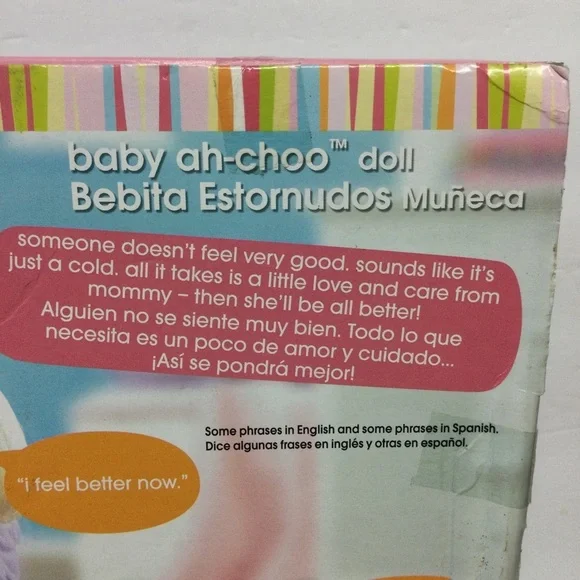 baby ah-choo™ doll
Bebita Estornudos Muñeca
someone doesn't feel very good. sounds like it's
just a cold. all it takes is a little love and care from
mommy – then she'll be all better!
Alguien no se siente muy bien. Todo lo que
necesita es un poco de amor y cuidado...
¡Así se pondrá mejor!
Some phrases in English and some phrases in Spanish.
Dice algunas frases en inglés y otras en español.
"i feel better now."